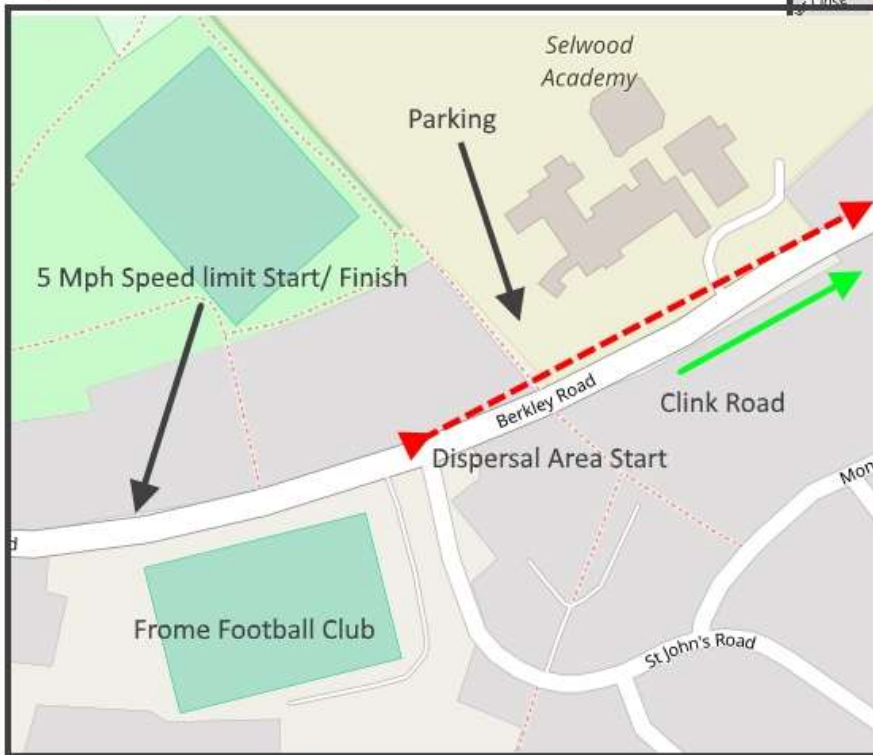 Selwood
Academy
Parking
5 Mph Speed limit Start/ Finish
Berkley Road
Clink Road
Dispersal Area Start
d
Mon
Frome Football Club
St John's Road